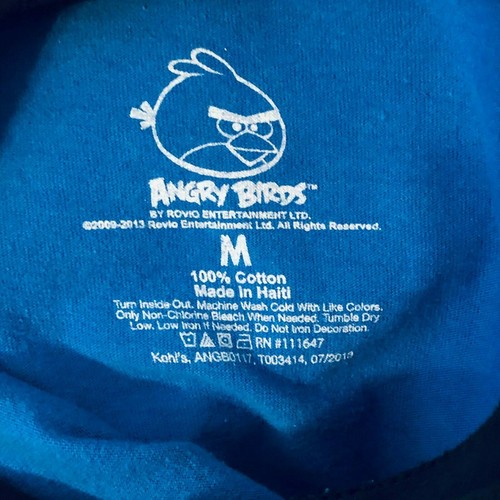 ANGRY BIRDS™
BY ROVIO ENTERTAINMENT LTD.
©2009-2013 Rovio Entertainment Ltd. All Rights Reserved.
M
100% Cotton
Made in Haiti
Turn Inside Out. Machine Wash Cold With Like Colors.
Only Non-Chlorine Bleach When Needed. Tumble Dry
Low. Low Iron If Needed. Do Not Iron Decoration.
RN #111647
Kohl's, ANGB0117, T003414, 07/2013